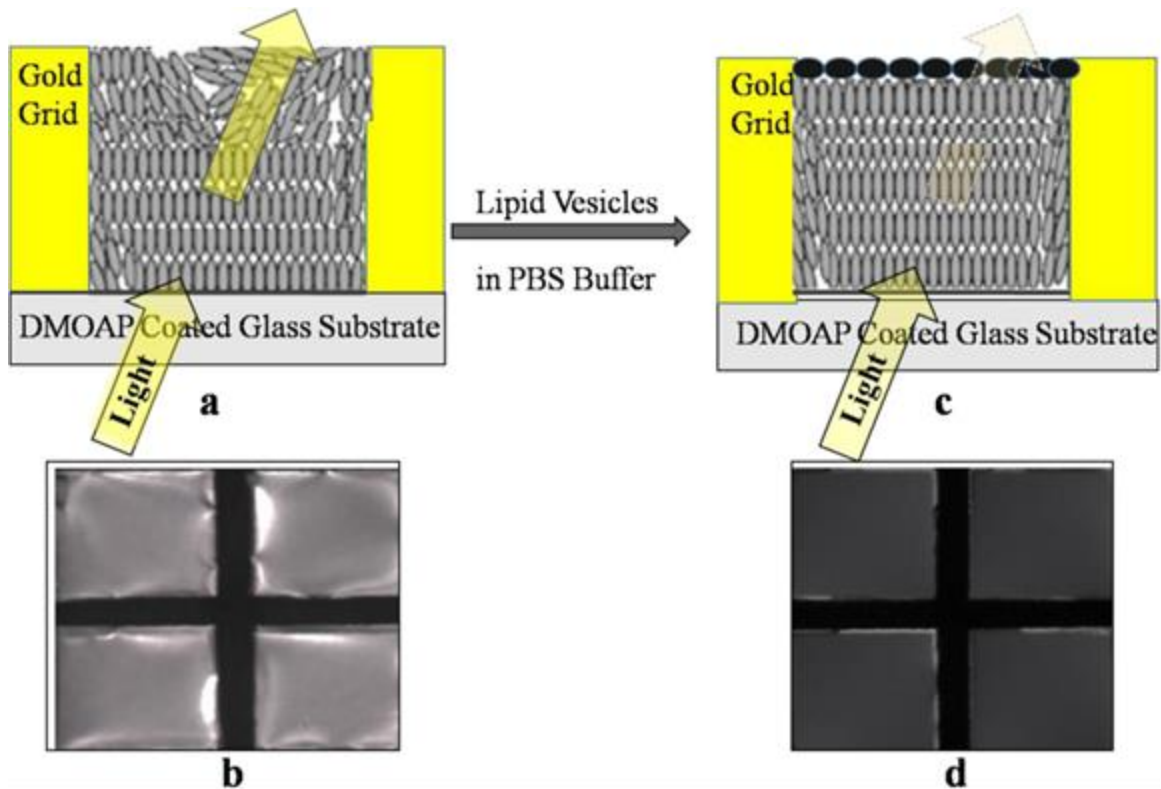 Gold
Grid
DMOAP Coated Glass Substrate
Light
a
Lipid Vesicles
in PBS Buffer
Gold
Grid
DMOAP Coated Glass Substrate
Light
c
b
d